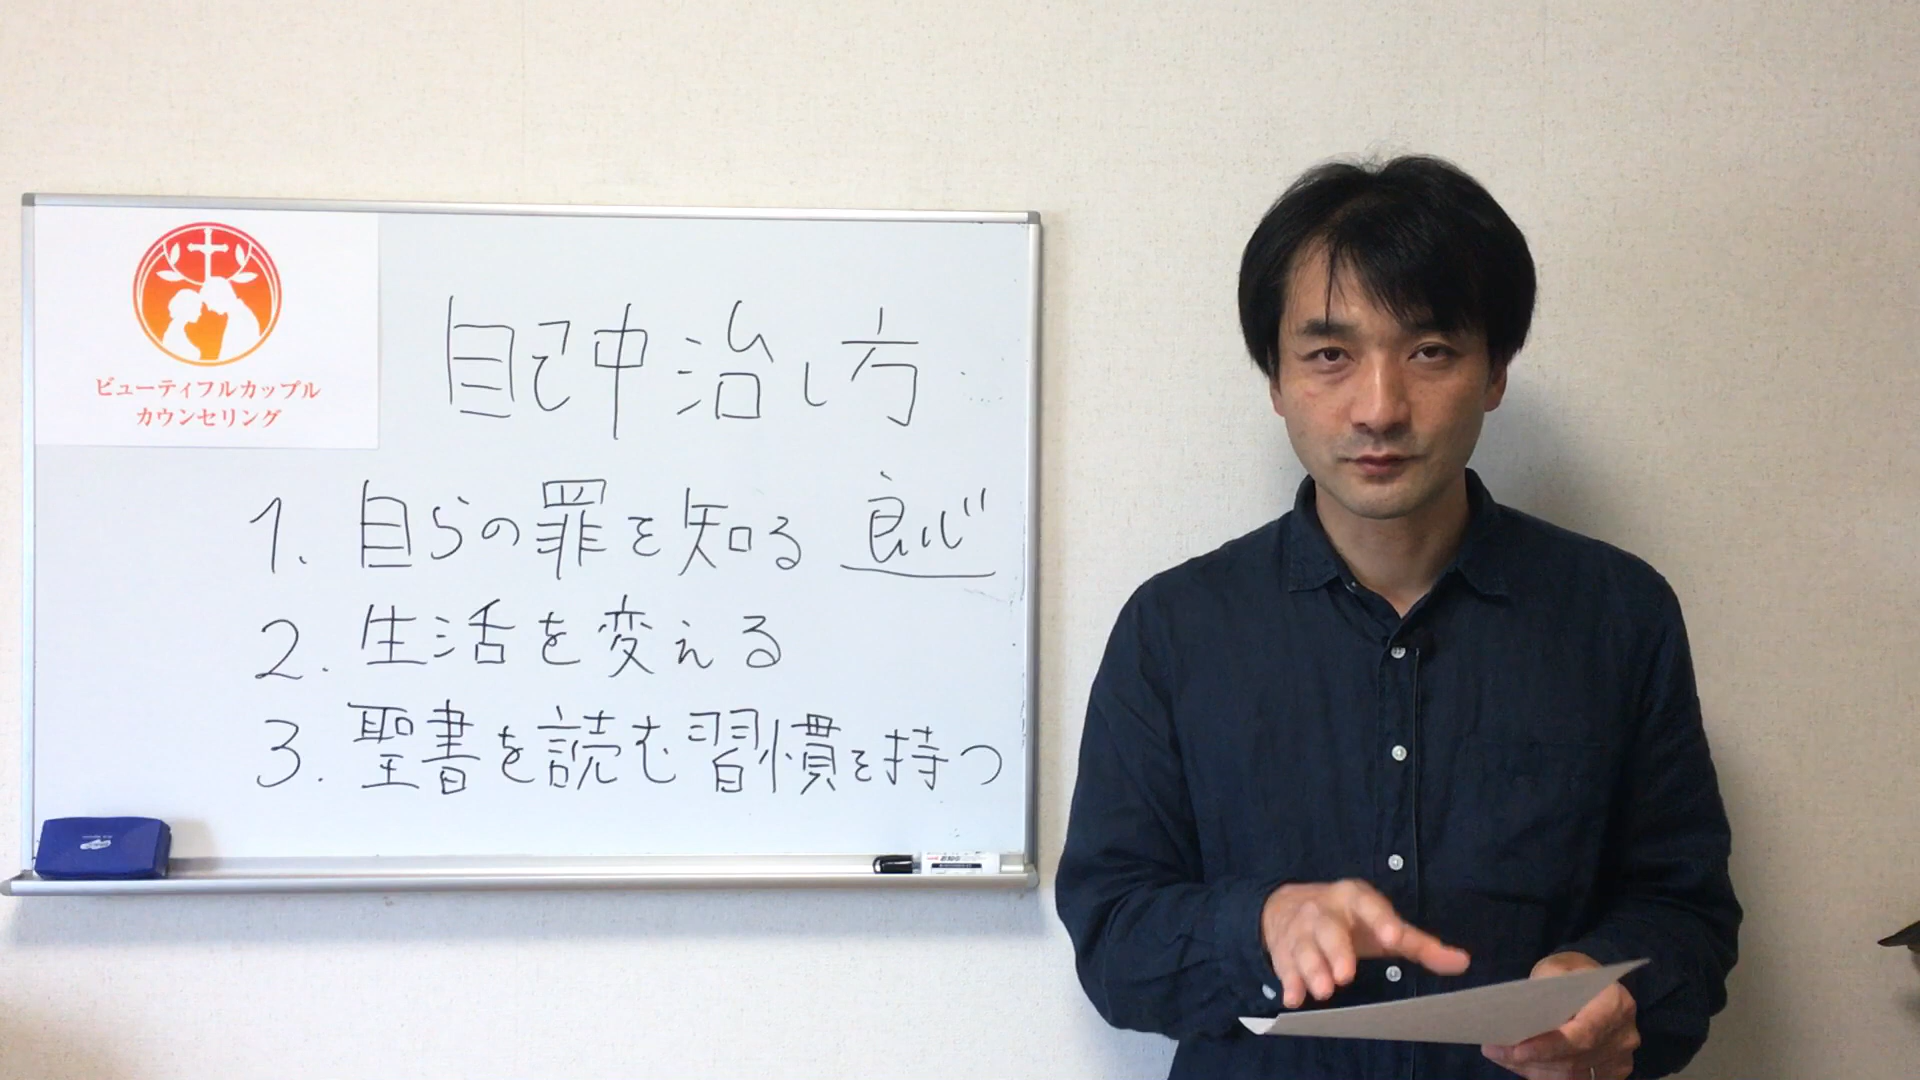 ビューティフルカップル
カウンセリング
自己中治し方
1. 自らの罪を知る 良心
2. 生活を変える
3. 聖書を読む習慣を持つ